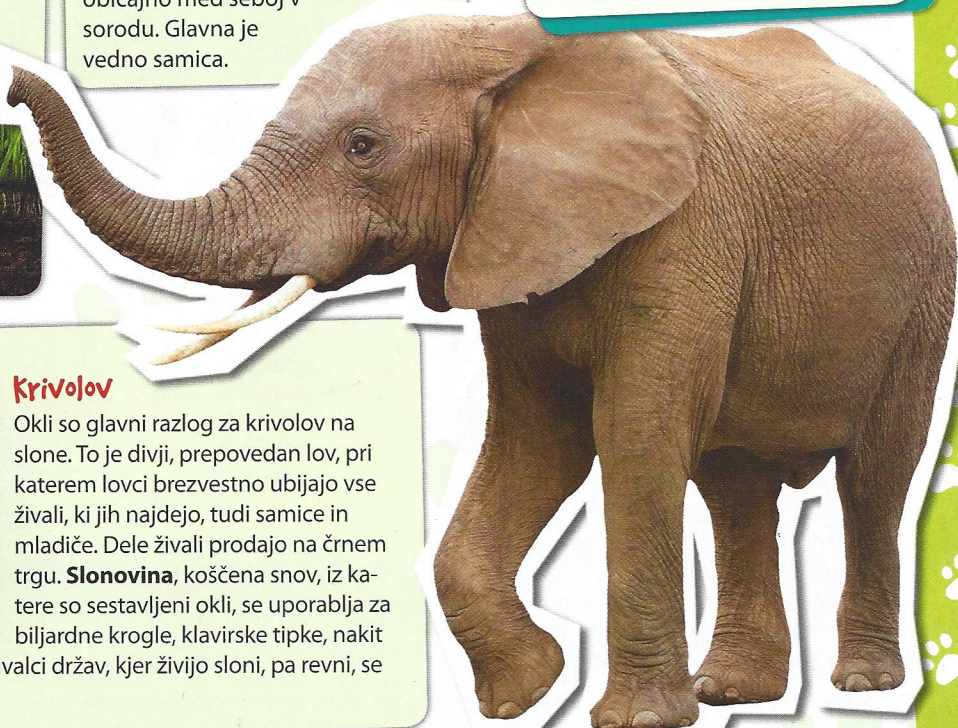 običajno med seboj v
sorodu. Glavna je
vedno samica.
Krivolov
Okli so glavni razlog za krivolov na
slone. To je divji, prepovedan lov, pri
katerem lovci brezvestno ubijajo vse
živali, ki jih najdejo, tudi samice in
mladiče. Dele živali prodajo na črnem
trgu. Slonovina, koščena snov, iz ka-
tere so sestavljeni okli, se uporablja za
biljardne krogle, klavirske tipke, nakit
valci držav, kjer živijo sloni, pa revni, se